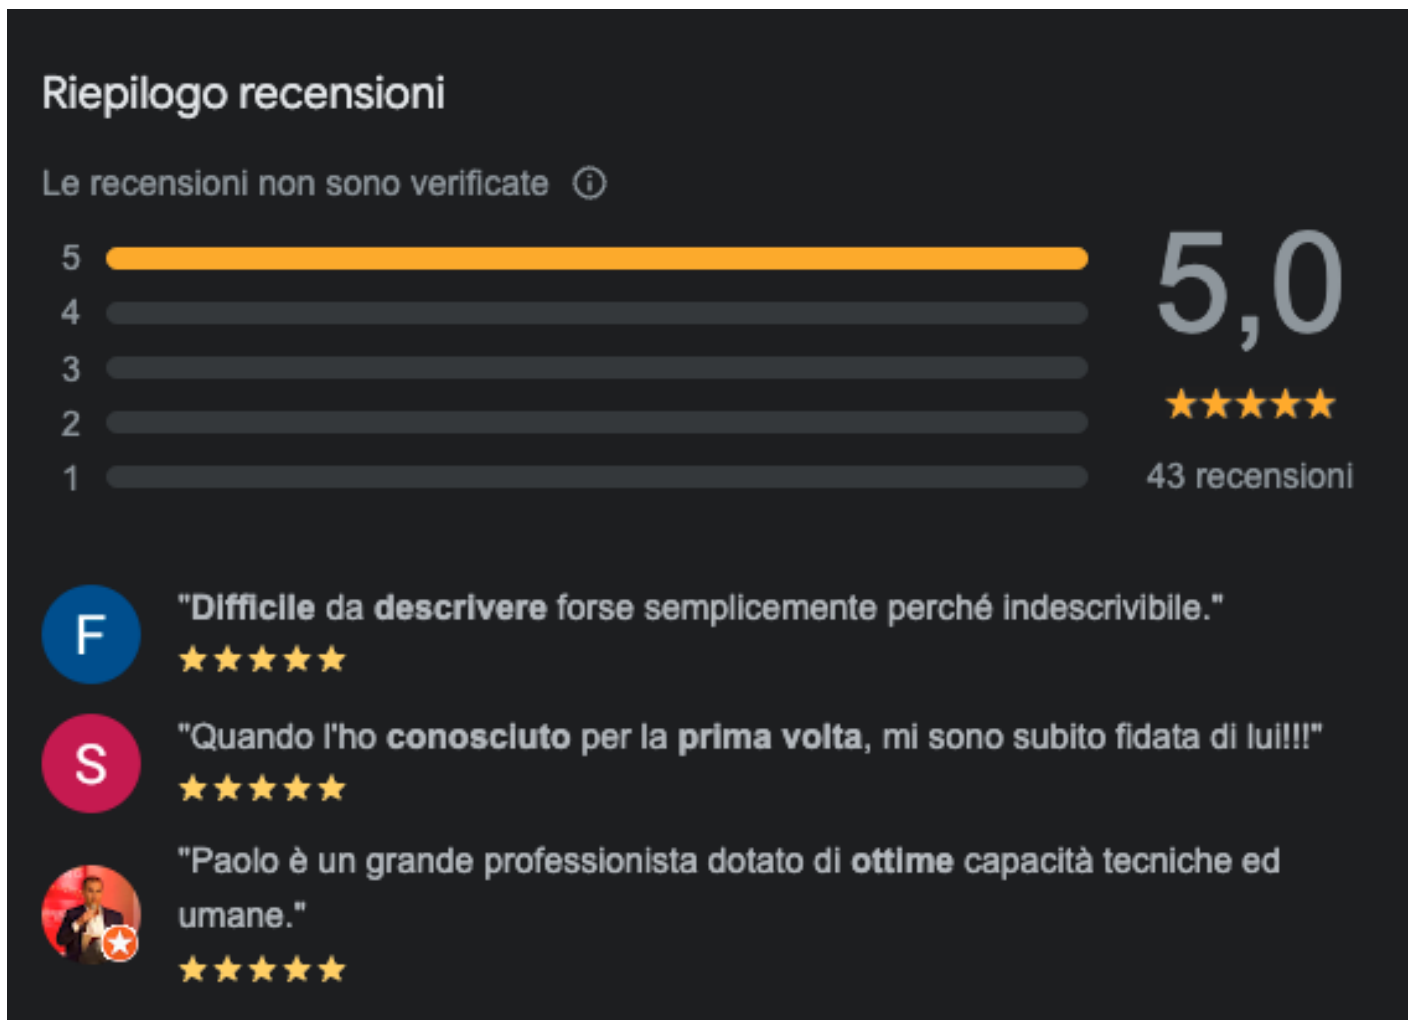 Riepilogo recensioni
Le recensioni non sono verificate
5
4
3
2
1
5,0
43 recensioni
F
"Difficile da descrivere forse semplicemente perché indescrivibile."
S
"Quando l'ho conosciuto per la prima volta, mi sono subito fidata di lui!!!"
"Paolo è un grande professionista dotato di ottime capacità tecniche ed
umane."